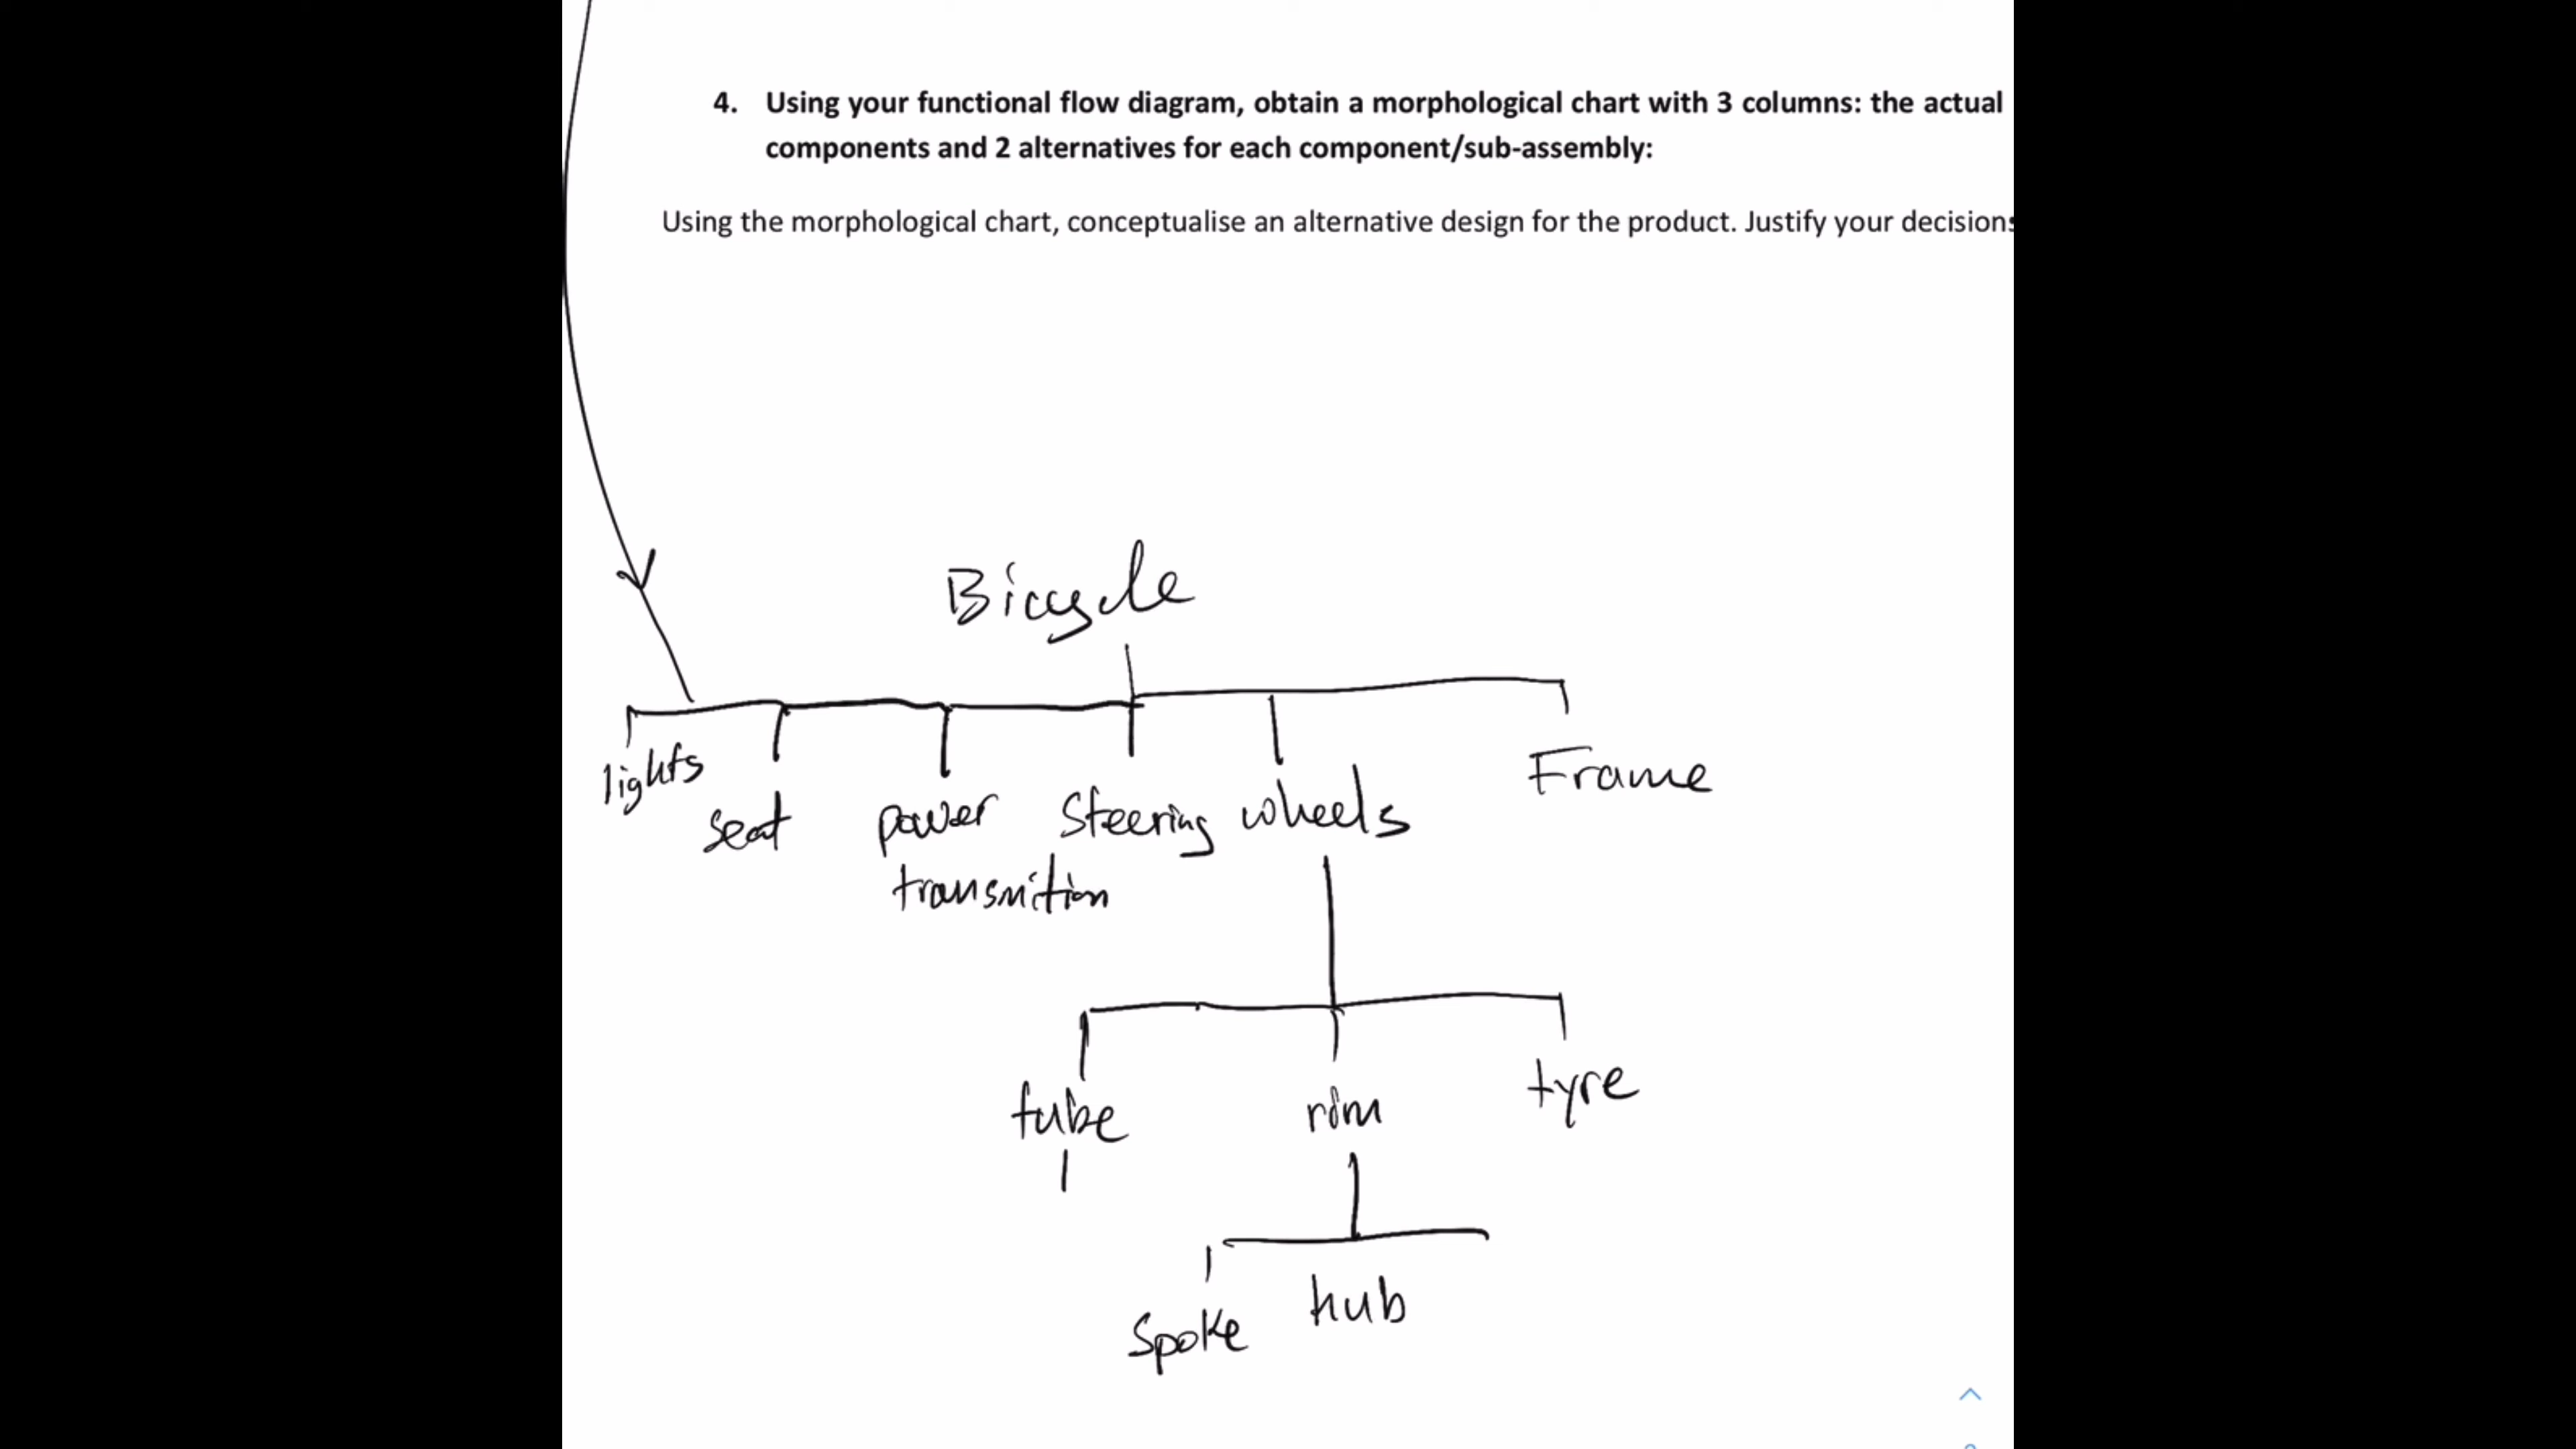 4. Using your functional flow diagram, obtain a morphological chart with 3 columns: the actual
components and 2 alternatives for each component/sub-assembly:
Using the morphological chart, conceptualise an alternative design for the product. Justify your decisions
Bicycle
lights seat power steering wheels Frame
transmition
tube rim tyre
spoke hub